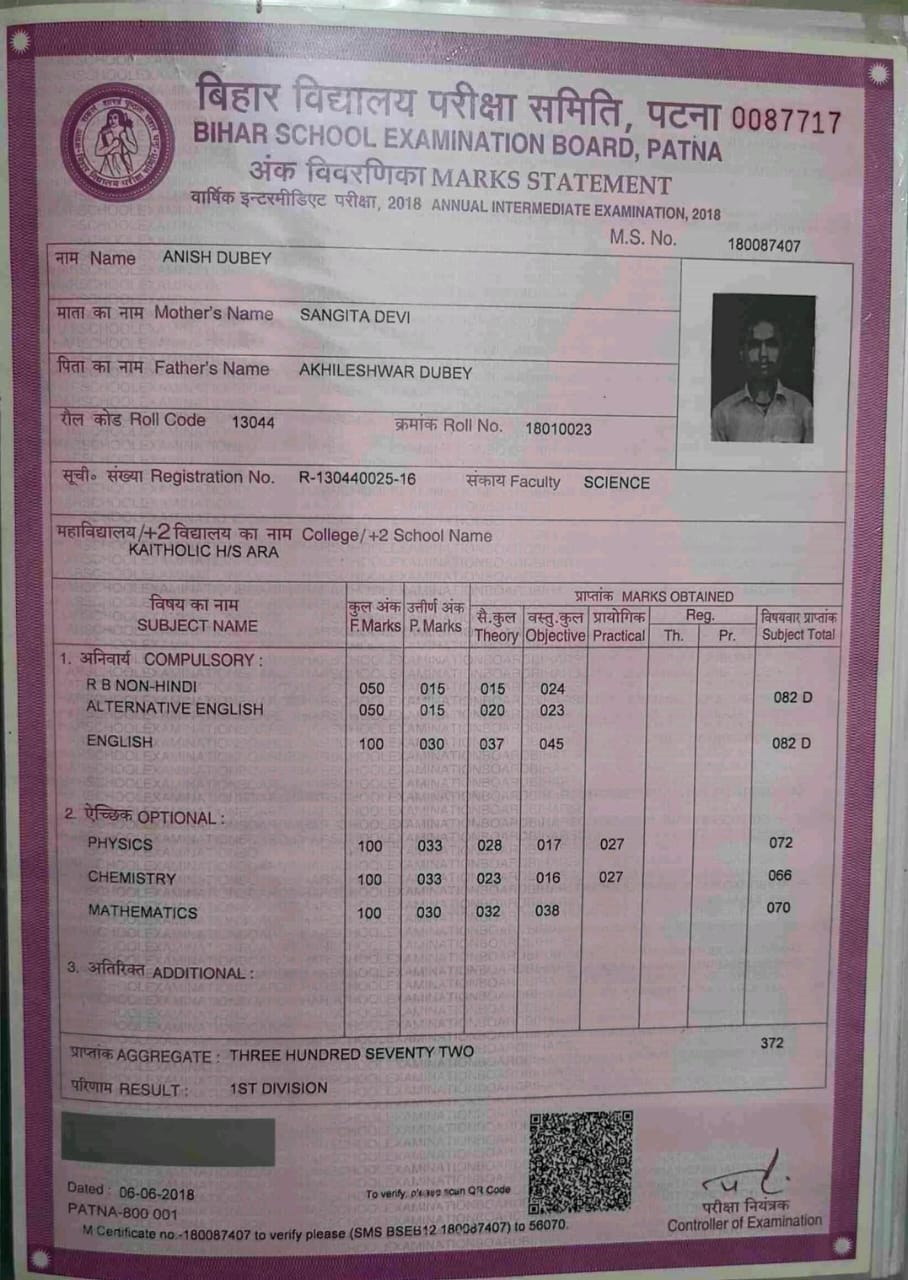 बिहार विद्यालय परीक्षा समिति, पटना 0087717
BIHAR SCHOOL EXAMINATION BOARD, PATNA
अंक विवरणिका MARKS STATEMENT
वार्षिक इन्टरमीडिएट परीक्षा, 2018 ANNUAL INTERMEDIATE EXAMINATION, 2018
M.S. No. 180087407
नाम Name ANISH DUBEY
माता का नाम Mother's Name SANGITA DEVI
पिता का नाम Father's Name AKHILESHWAR DUBEY
रौल कोड Roll Code 13044 क्रमांक Roll No. 18010023
सूची० संख्या Registration No. R-130440025-16 संकाय Faculty SCIENCE
महाविद्यालय/+2 विद्यालय का नाम College/+2 School Name
KAITHOLIC H/S ARA
विषय का नाम कुल अंक उत्तीर्ण अंक प्राप्तांक MARKS OBTAINED
SUBJECT NAME F.Marks P. Marks सै.कुल वस्तु.कुल प्रायोगिक Reg. विषयवार प्राप्तांक
Theory Objective Practical Th. Pr. Subject Total
1. अनिवार्य COMPULSORY :
R B NON-HINDI 050 015 015 024
082 D
ALTERNATIVE ENGLISH 050 015 020 023
ENGLISH 100 030 037 045 082 D
2. ऐच्छिक OPTIONAL :
PHYSICS 100 033 028 017 027 072
CHEMISTRY 100 033 023 016 027 066
MATHEMATICS 100 030 032 038 070
3. अतिरिक्त ADDITIONAL :
प्राप्तांक AGGREGATE : THREE HUNDRED SEVENTY TWO 372
परिणाम RESULT : 1ST DIVISION
Dated : 06-06-2018
PATNA-800 001
To verify, please scan QR Code
परीक्षा नियंत्रक
Controller of Examination
M Certificate no.-180087407 to verify please (SMS BSEB12 180087407) to 56070.